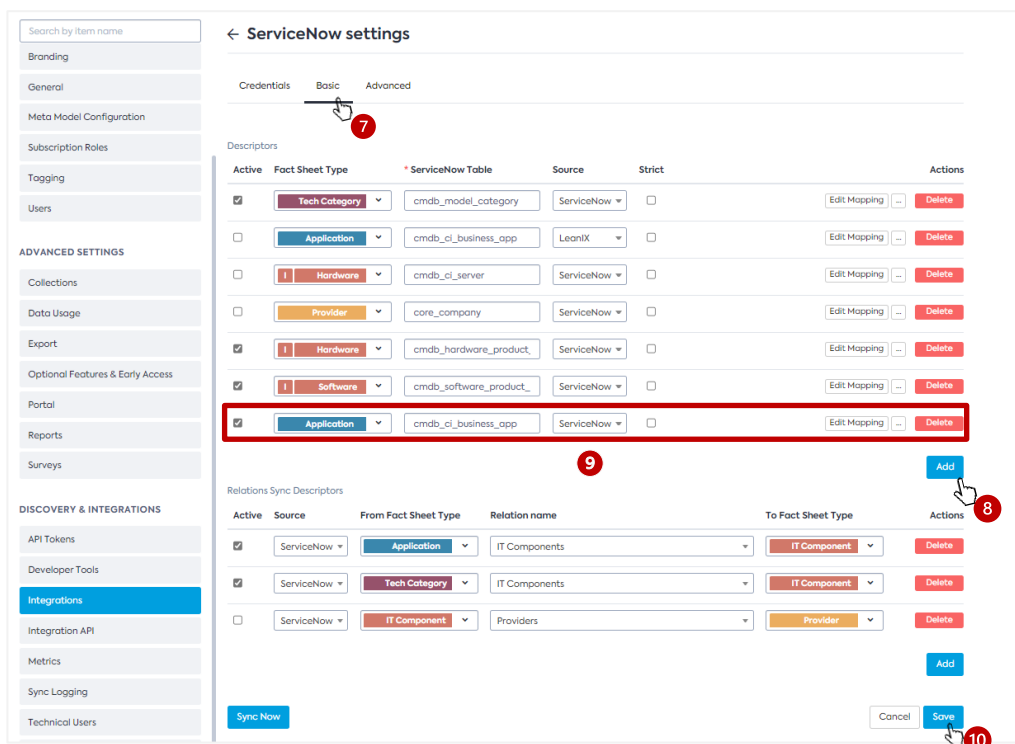 Search by item name
Branding
General
Meta Model Configuration
Subscription Roles
Tagging
Users
ADVANCED SETTINGS
Collections
Data Usage
Export
Optional Features & Early Access
Portal
Reports
Surveys
DISCOVERY & INTEGRATIONS
API Tokens
Developer Tools
Integrations
Integration API
Metrics
Sync Logging
Technical Users
← ServiceNow settings
Credentials Basic Advanced
7
Descriptors
Active Fact Sheet Type * ServiceNow Table Source Strict Actions
Tech Category cmdb_model_category ServiceNow Edit Mapping ... Delete
Application cmdb_ci_business_app LeanIX Edit Mapping ... Delete
I Hardware cmdb_ci_server ServiceNow Edit Mapping ... Delete
Provider core_company ServiceNow Edit Mapping ... Delete
I Hardware cmdb_hardware_product_ ServiceNow Edit Mapping ... Delete
I Software cmdb_software_product_ ServiceNow Edit Mapping ... Delete
Application cmdb_ci_business_app ServiceNow Edit Mapping ... Delete
9
Add
8
Relations Sync Descriptors
Active Source From Fact Sheet Type Relation name To Fact Sheet Type Actions
ServiceNow Application IT Components IT Component Delete
ServiceNow Tech Category IT Components IT Component Delete
ServiceNow IT Component Providers Provider Delete
Add
Sync Now Cancel Save
10